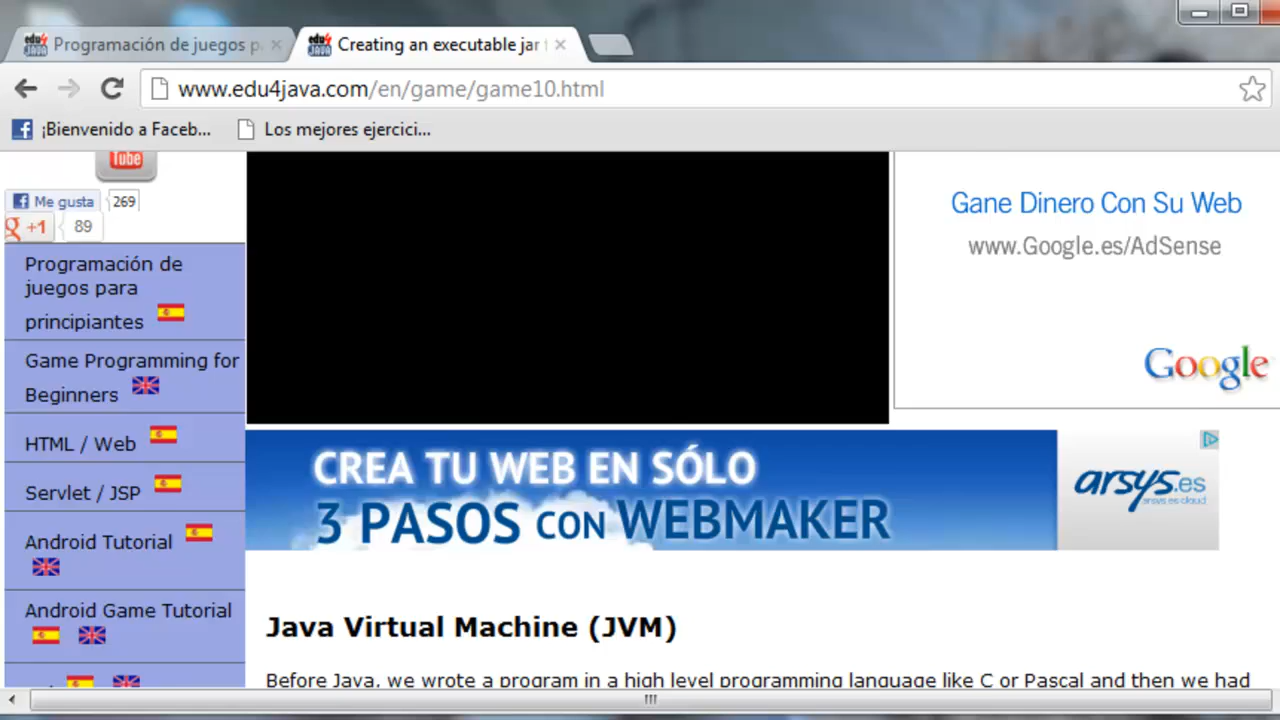 Programación de juegos p
Creating an executable jar
www.edu4java.com/en/game/game10.html
¡Bienvenido a Faceb...
Los mejores ejercici...
Tube
Me gusta
269
+1
89
Programación de
juegos para
principiantes
Game Programming for
Beginners
HTML / Web
Servlet / JSP
Android Tutorial
Android Game Tutorial
Gane Dinero Con Su Web
www.Google.es/AdSense
Google
CREA TU WEB EN SÓLO
3 PASOS CON WEBMAKER
arsys.es
arsys.es cloud
Java Virtual Machine (JVM)
Before Java, we wrote a program in a high level programming language like C or Pascal and then we had